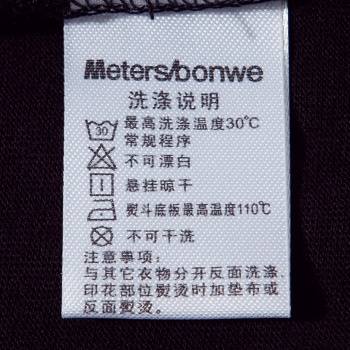 Meters/bonwe
洗涤说明
30
最高洗涤温度30℃
常规程序
不可漂白
悬挂晾干
熨斗底板最高温度110℃
不可干洗
注意事项:
与其它衣物分开反面洗涤.
印花部位熨烫时加垫布或
反面熨烫。